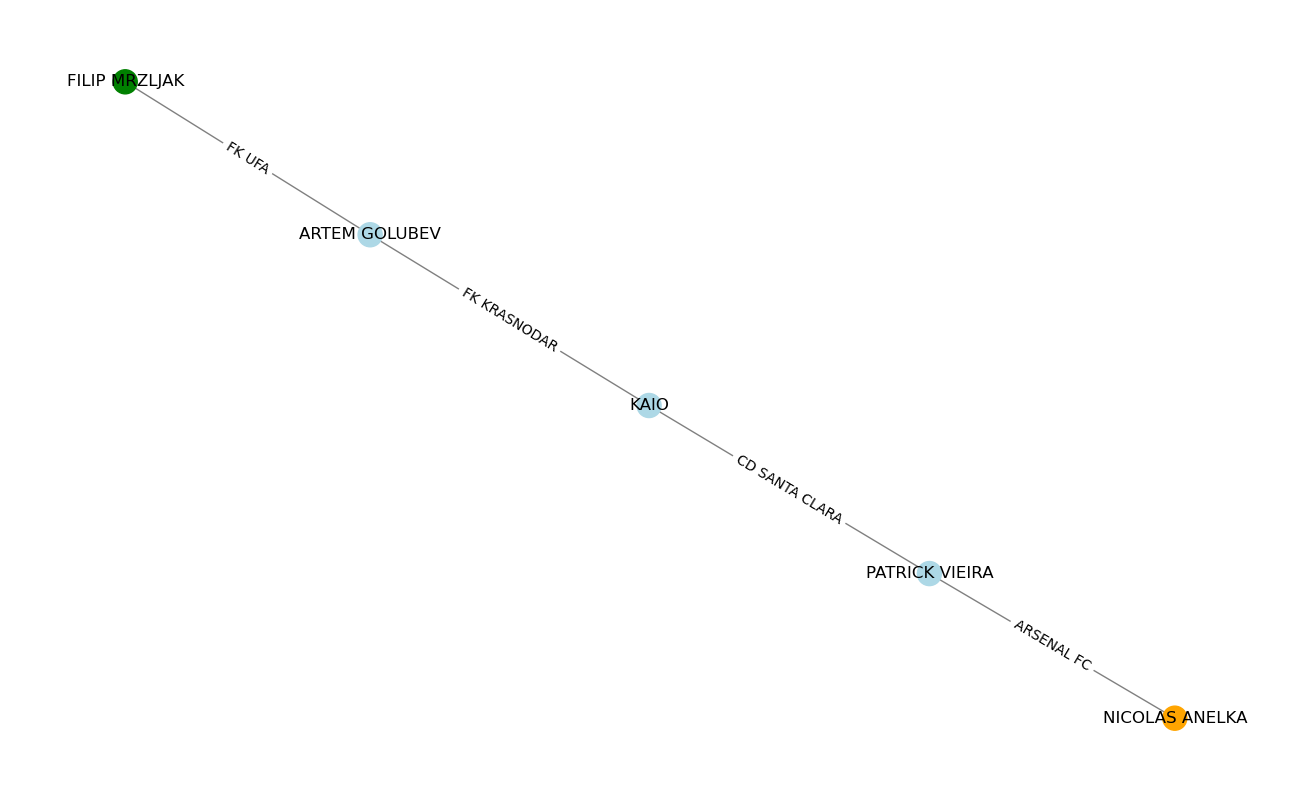 FILIP MRZLJAK
FK UFA
ARTEM GOLUBEV
FK KRASNODAR
KAIO
CD SANTA CLARA
PATRICK VIEIRA
ARSENAL FC
NICOLAS ANELKA